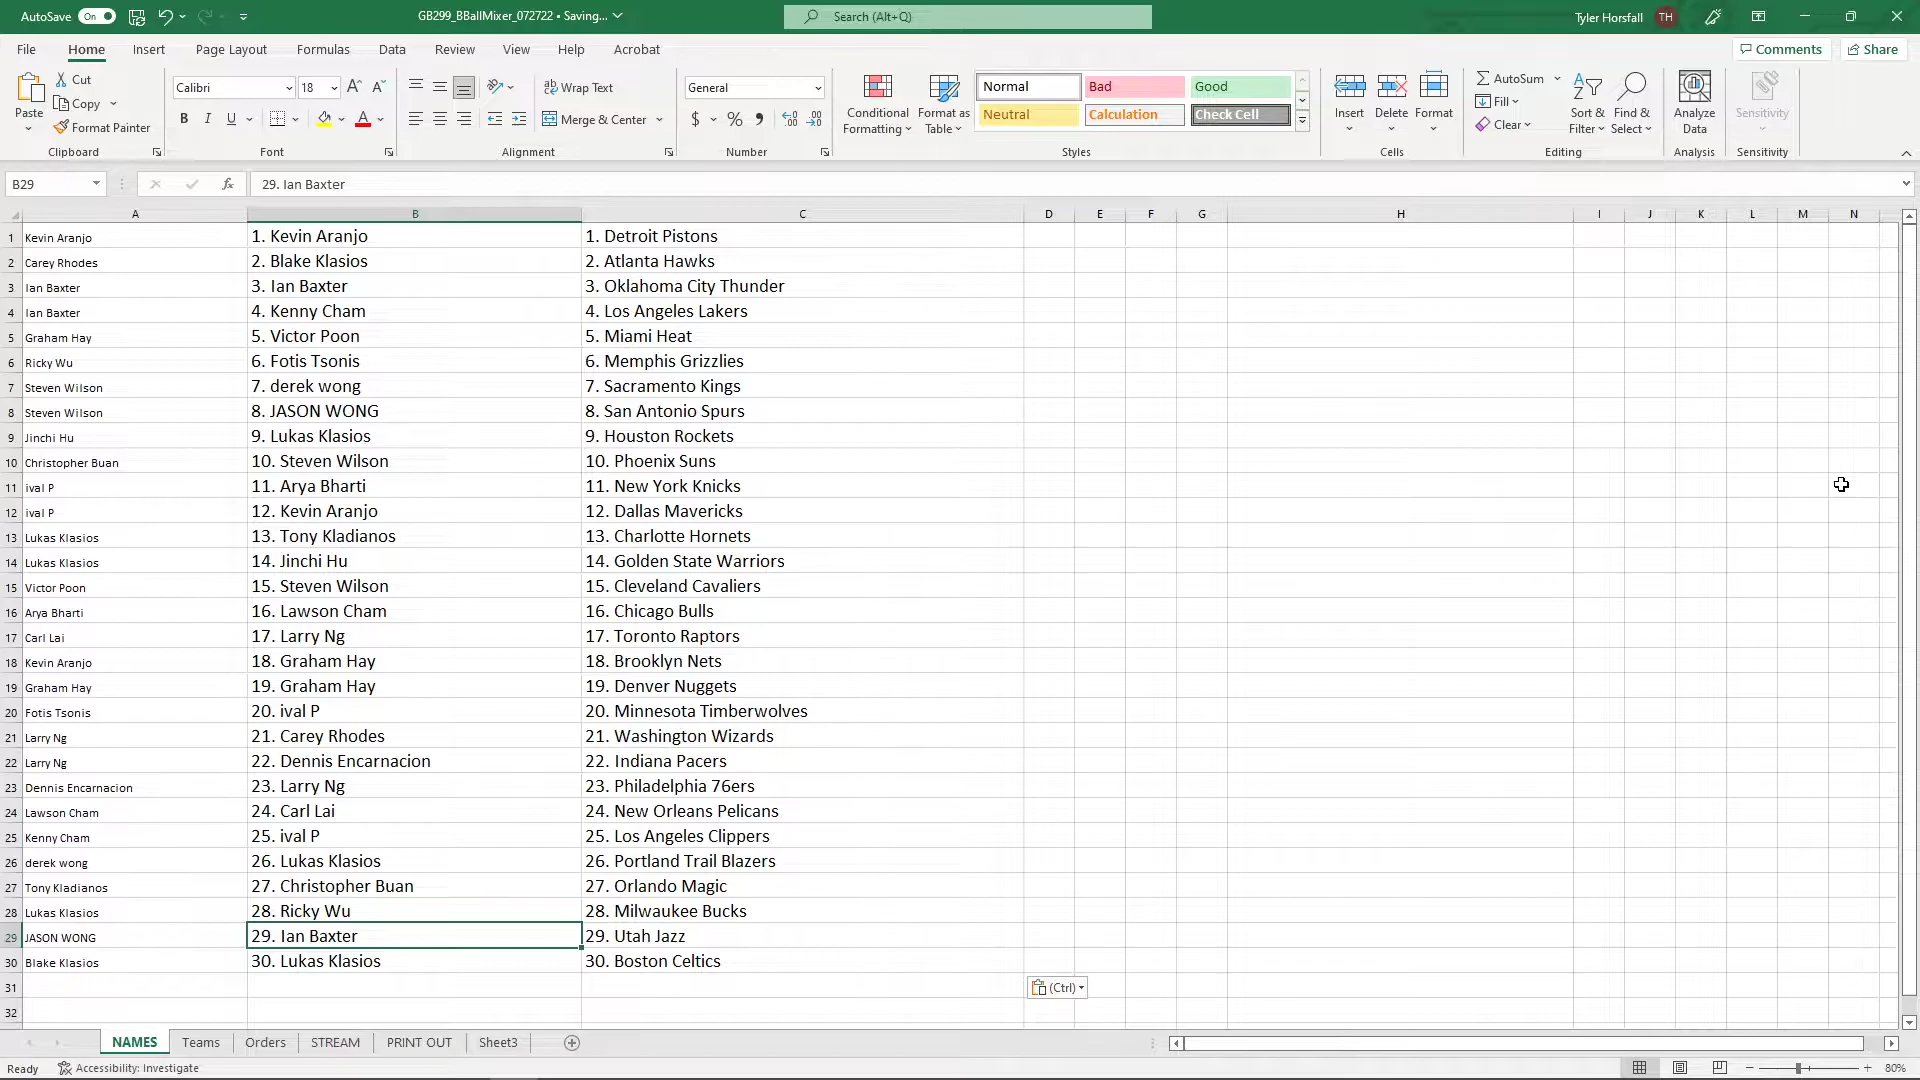 AutoSave On GB299_BBallMixer_072722 • Saving... Search (Alt+Q) Tyler Horsfall TH
File Home Insert Page Layout Formulas Data Review View Help Acrobat Comments Share
Paste Cut Copy Format Painter Clipboard
Calibri 18 A A B I U A Font
Wrap Text Merge & Center Alignment
General $ % Number
Conditional Formatting Format as Table Normal Bad Good Neutral Calculation Check Cell Styles
Insert Delete Format Cells
AutoSum Fill Clear Sort & Filter Find & Select Editing
Analyze Data Analysis
Sensitivity Sensitivity
B29 fx 29. Ian Baxter
A B C D E F G H I J K L M N
1 Kevin Aranjo 1. Kevin Aranjo 1. Detroit Pistons
2 Carey Rhodes 2. Blake Klasios 2. Atlanta Hawks
3 Ian Baxter 3. Ian Baxter 3. Oklahoma City Thunder
4 Ian Baxter 4. Kenny Cham 4. Los Angeles Lakers
5 Graham Hay 5. Victor Poon 5. Miami Heat
6 Ricky Wu 6. Fotis Tsonis 6. Memphis Grizzlies
7 Steven Wilson 7. derek wong 7. Sacramento Kings
8 Steven Wilson 8. JASON WONG 8. San Antonio Spurs
9 Jinchi Hu 9. Lukas Klasios 9. Houston Rockets
10 Christopher Buan 10. Steven Wilson 10. Phoenix Suns
11 ival P 11. Arya Bharti 11. New York Knicks
12 ival P 12. Kevin Aranjo 12. Dallas Mavericks
13 Lukas Klasios 13. Tony Kladianos 13. Charlotte Hornets
14 Lukas Klasios 14. Jinchi Hu 14. Golden State Warriors
15 Victor Poon 15. Steven Wilson 15. Cleveland Cavaliers
16 Arya Bharti 16. Lawson Cham 16. Chicago Bulls
17 Carl Lai 17. Larry Ng 17. Toronto Raptors
18 Kevin Aranjo 18. Graham Hay 18. Brooklyn Nets
19 Graham Hay 19. Graham Hay 19. Denver Nuggets
20 Fotis Tsonis 20. ival P 20. Minnesota Timberwolves
21 Larry Ng 21. Carey Rhodes 21. Washington Wizards
22 Larry Ng 22. Dennis Encarnacion 22. Indiana Pacers
23 Dennis Encarnacion 23. Larry Ng 23. Philadelphia 76ers
24 Lawson Cham 24. Carl Lai 24. New Orleans Pelicans
25 Kenny Cham 25. ival P 25. Los Angeles Clippers
26 derek wong 26. Lukas Klasios 26. Portland Trail Blazers
27 Tony Kladianos 27. Christopher Buan 27. Orlando Magic
28 Lukas Klasios 28. Ricky Wu 28. Milwaukee Bucks
29 JASON WONG 29. Ian Baxter 29. Utah Jazz
30 Blake Klasios 30. Lukas Klasios 30. Boston Celtics
31 (Ctrl)
32
NAMES Teams Orders STREAM PRINT OUT Sheet3
Ready Accessibility: Investigate 80%